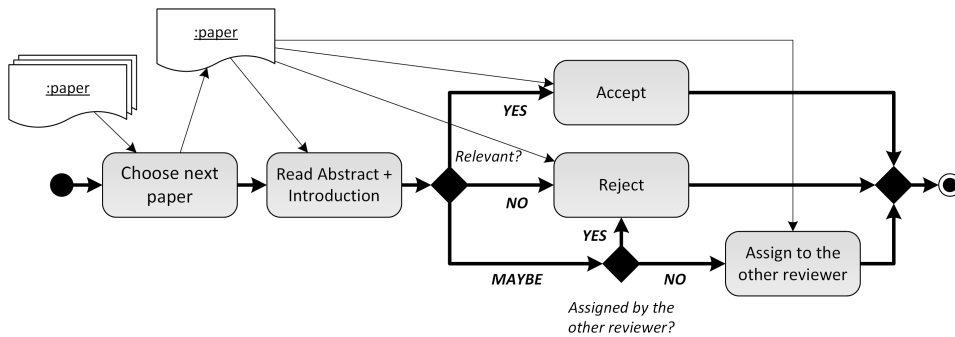 :paper
:paper
Accept
YES
Relevant?
Choose next
paper
Read Abstract +
Introduction
Reject
NO
YES
Assign to the
other reviewer
MAYBE
NO
Assigned by the
other reviewer?